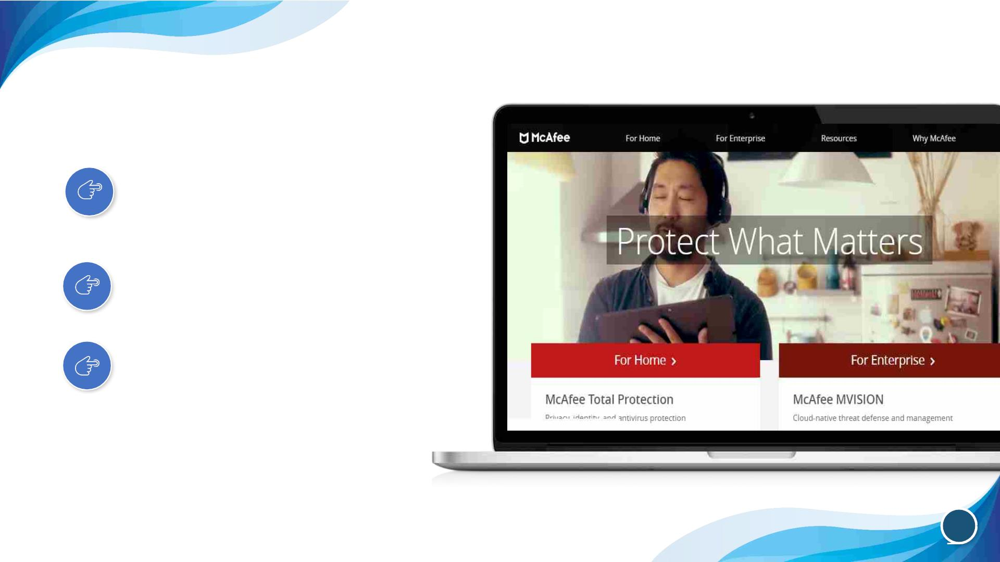 McAfee For Home For Enterprise Resources Why McAfee
Protect What Matters
For Home › For Enterprise ›
McAfee Total Protection McAfee MVISION
Privacy, identity, and antivirus protection Cloud-native threat defense and management